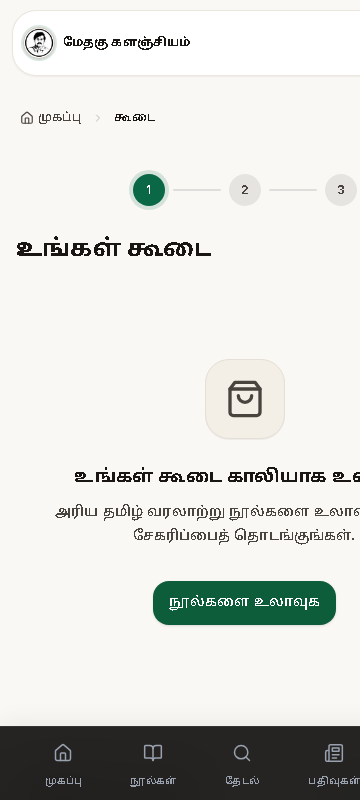 மேதகு களஞ்சியம்
முகப்பு > கூடை
1 2 3
உங்கள் கூடை
உங்கள் கூடை காலியாக
அரிய தமிழ் வரலாற்று நூல்களை
சேகரிப்பைத் தொடங்குங்கள்.
நூல்களை உலாவுக
முகப்பு நூல்கள் தேடல் பதிவுகள்